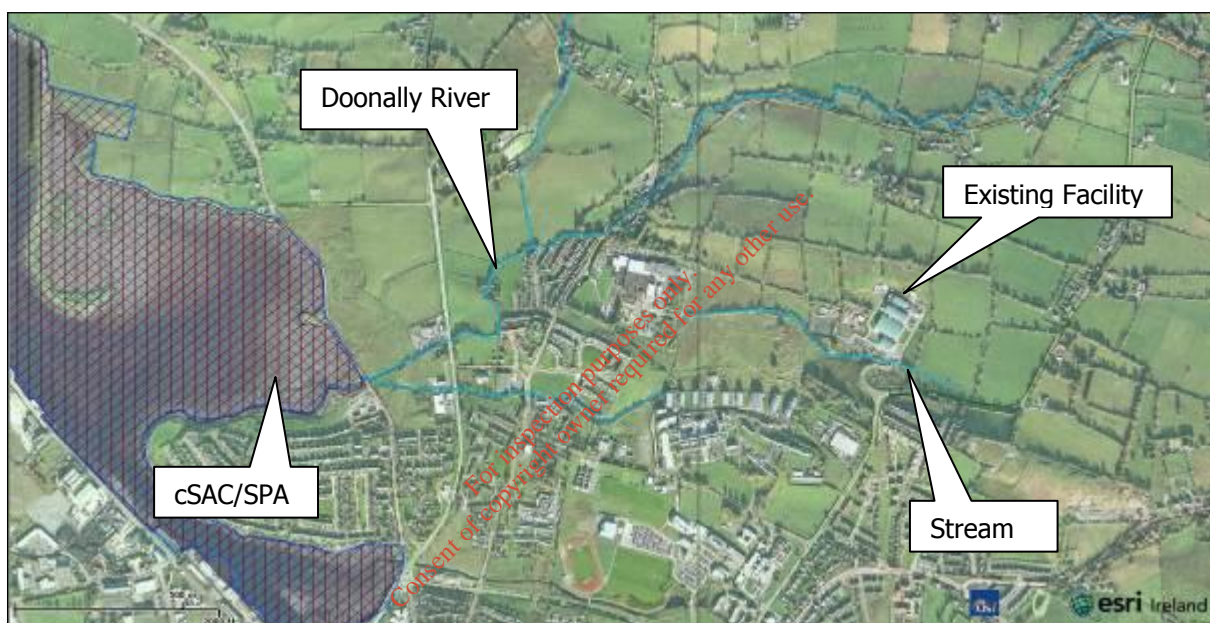 Doonally River
Existing Facility
For inspection purposes only.
Consent of copyright owner required for any other use.
cSAC/SPA
Stream
esri Ireland